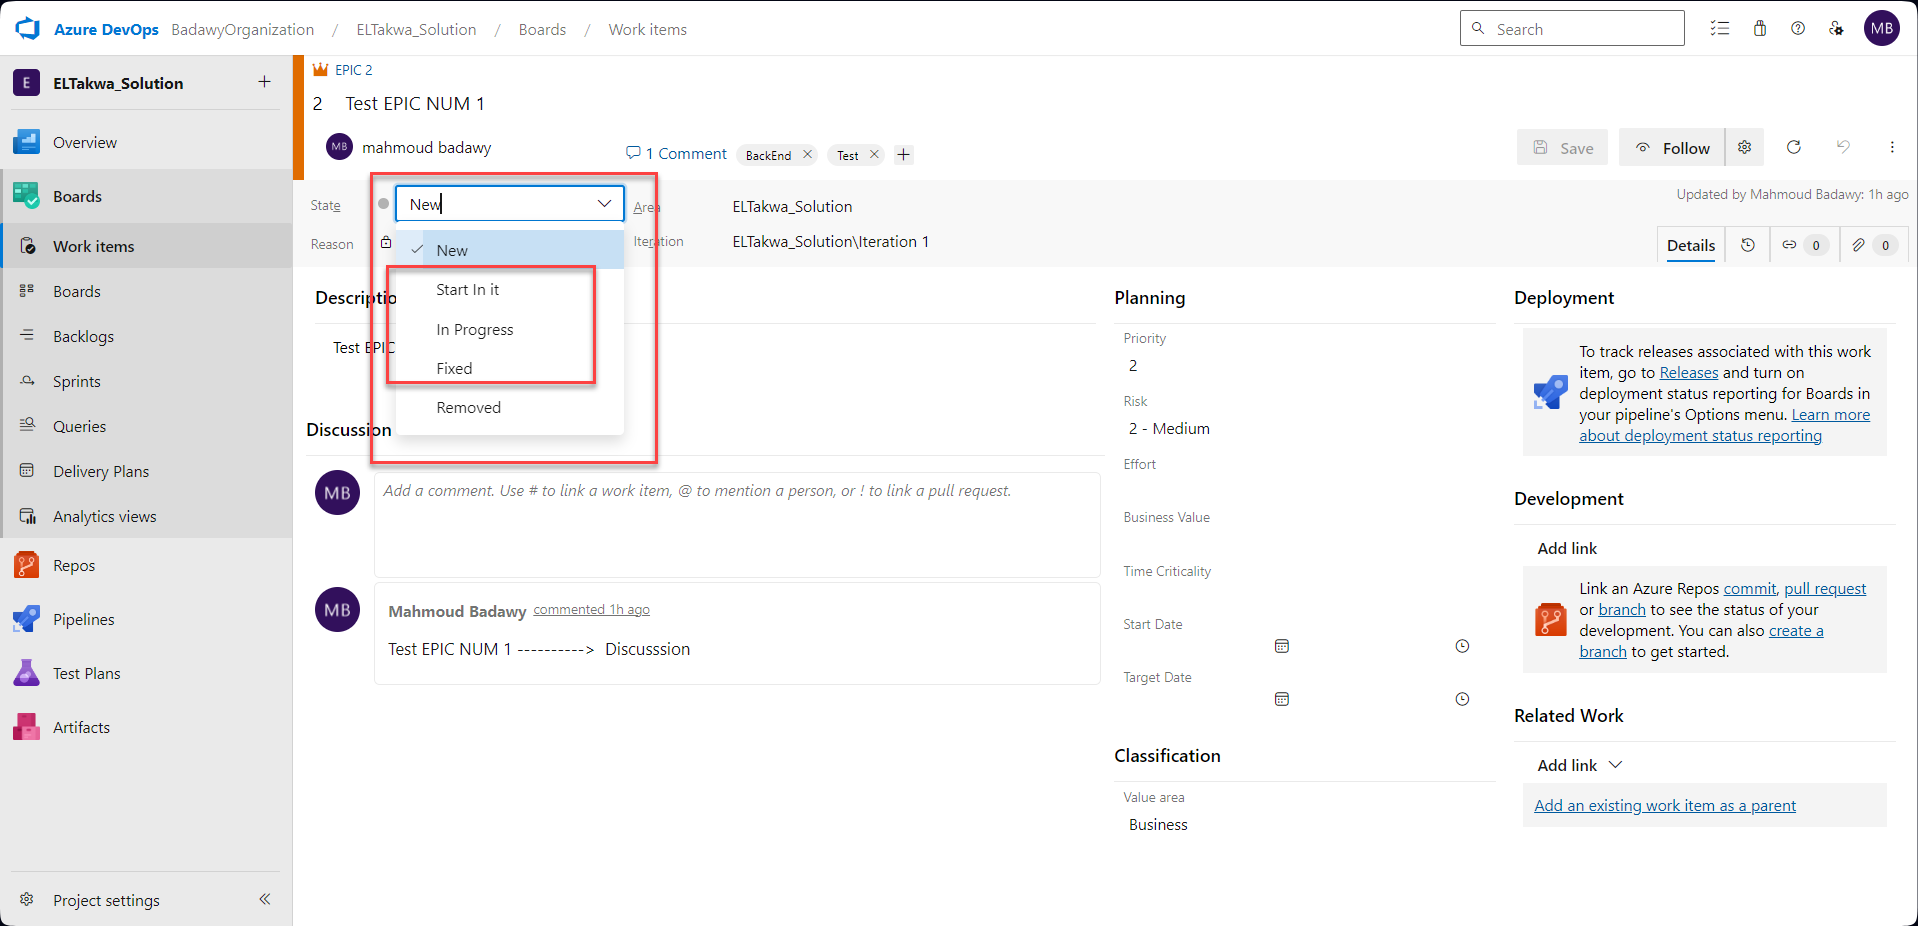 Azure DevOps BadawyOrganization / ELTakwa_Solution / Boards / Work items
Search
MB
E ELTakwa_Solution
Overview
Boards
Work items
Boards
Backlogs
Sprints
Queries
Delivery Plans
Analytics views
Repos
Pipelines
Test Plans
Artifacts
Project settings
EPIC 2
2 Test EPIC NUM 1
MB mahmoud badawy
1 Comment
BackEnd
Test
Save
Follow
State
New
Area
ELTakwa_Solution
Updated by Mahmoud Badawy: 1h ago
Reason
Iteration
ELTakwa_Solution\Iteration 1
Details
0
0
New
Start In it
In Progress
Fixed
Removed
Descriptio
Test EPIC
Discussion
MB
Add a comment. Use # to link a work item, @ to mention a person, or ! to link a pull request.
MB
Mahmoud Badawy commented 1h ago
Test EPIC NUM 1 ----------> Discusssion
Planning
Priority
2
Risk
2 - Medium
Effort
Business Value
Time Criticality
Start Date
Target Date
Classification
Value area
Business
Deployment
To track releases associated with this work
item, go to Releases and turn on
deployment status reporting for Boards in
your pipeline's Options menu. Learn more
about deployment status reporting
Development
Add link
Link an Azure Repos commit, pull request
or branch to see the status of your
development. You can also create a
branch to get started.
Related Work
Add link
Add an existing work item as a parent